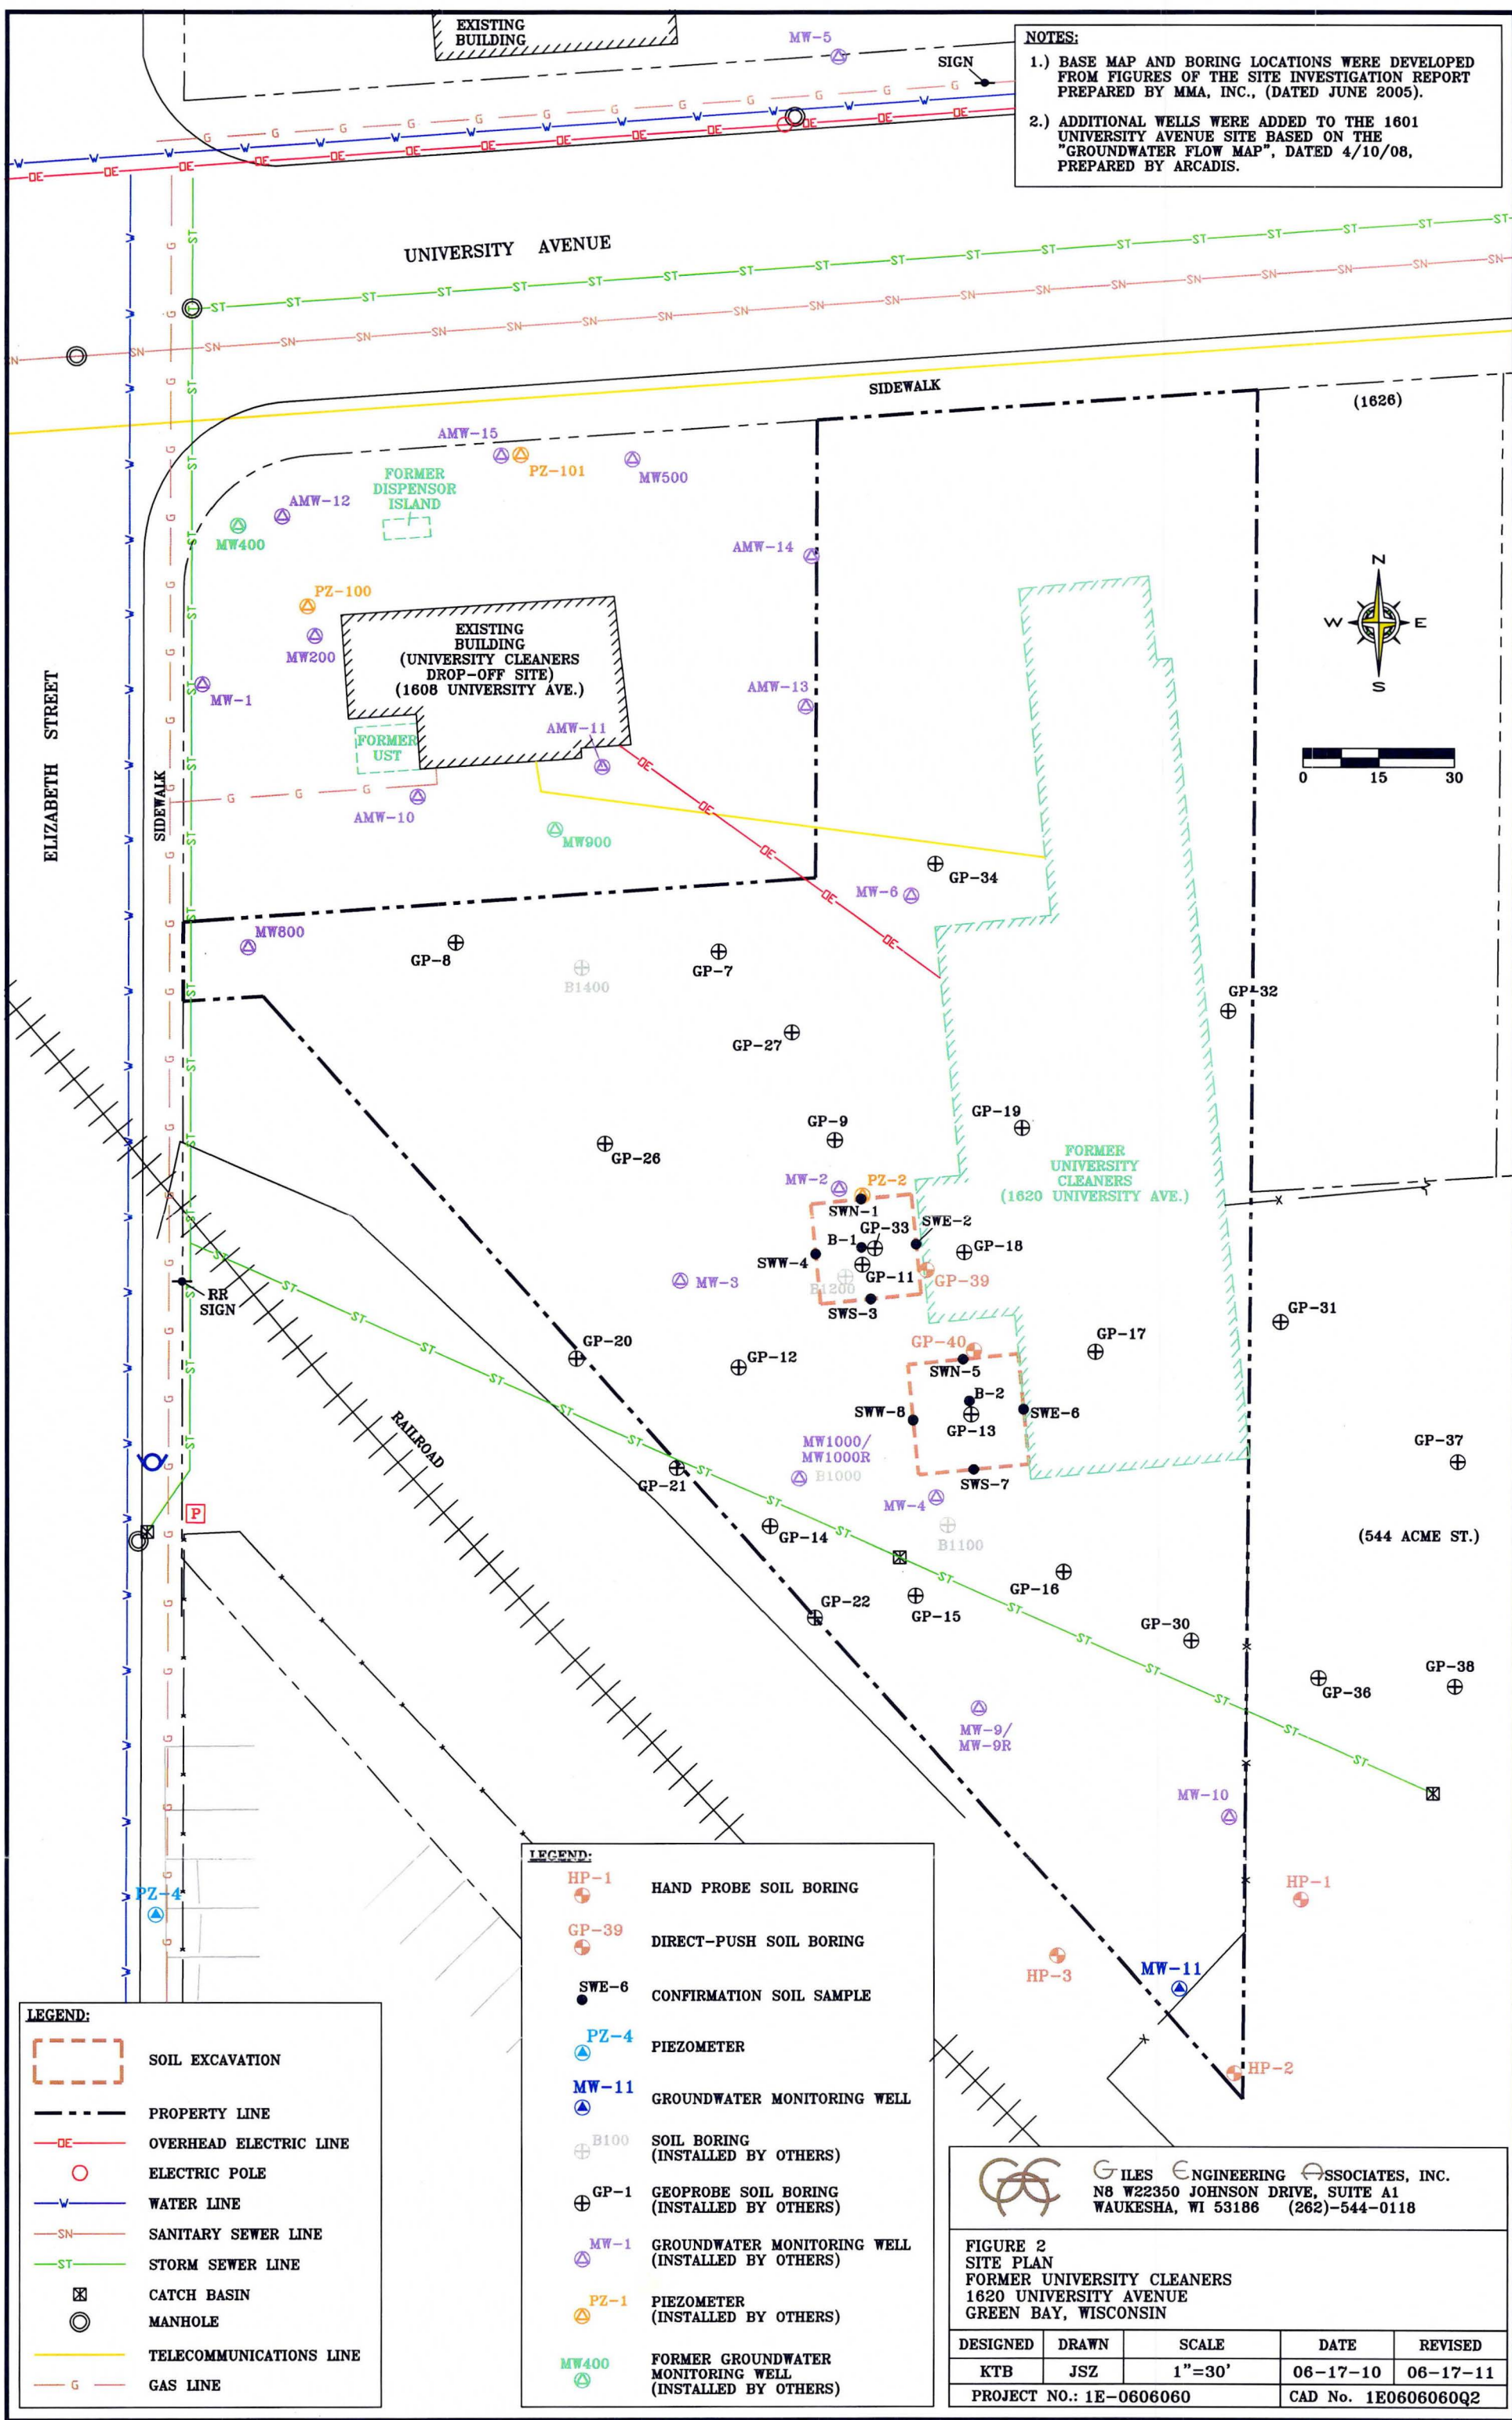 EXISTING
BUILDING
MW-5
SIGN
NOTES:
1.) BASE MAP AND BORING LOCATIONS WERE DEVELOPED
FROM FIGURES OF THE SITE INVESTIGATION REPORT
PREPARED BY MMA, INC., (DATED JUNE 2005).
2.) ADDITIONAL WELLS WERE ADDED TO THE 1601
UNIVERSITY AVENUE SITE BASED ON THE
"GROUNDWATER FLOW MAP", DATED 4/10/08,
PREPARED BY ARCADIS.
UNIVERSITY AVENUE
SIDEWALK
(1626)
AMW-15
PZ-101
MW500
FORMER
DISPENSOR
ISLAND
AMW-12
MW400
AMW-14
PZ-100
MW200
MW-1
EXISTING
BUILDING
(UNIVERSITY CLEANERS
DROP-OFF SITE)
(1608 UNIVERSITY AVE.)
N
W
E
S
AMW-13
AMW-11
FORMER
UST
0 15 30
ELIZABETH STREET
SIDEWALK
AMW-10
MW900
GP-34
MW-6
MW800
GP-8
B1400
GP-7
GP-32
GP-27
GP-9
GP-19
GP-26
FORMER
UNIVERSITY
CLEANERS
(1620 UNIVERSITY AVE.)
MW-2
PZ-2
SWN-1
GP-33
SWE-2
B-1
GP-18
SWW-4
GP-11
GP-39
B1200
SWS-3
MW-3
RR
SIGN
GP-31
GP-20
GP-12
GP-40
GP-17
SWN-5
B-2
SWW-8
GP-13
SWE-6
RAILROAD
MW1000/
MW1000R
B1000
GP-37
GP-21
SWS-7
MW-4
P
GP-14
B1100
(544 ACME ST.)
GP-16
GP-22
GP-15
GP-30
GP-38
GP-36
MW-9/
MW-9R
MW-10
PZ-4
HP-1
HP-3
MW-11
HP-2
LEGEND:
HP-1
HAND PROBE SOIL BORING
GP-39
DIRECT-PUSH SOIL BORING
SWE-6
CONFIRMATION SOIL SAMPLE
PZ-4
PIEZOMETER
MW-11
GROUNDWATER MONITORING WELL
B100
SOIL BORING
(INSTALLED BY OTHERS)
GP-1
GEOPROBE SOIL BORING
(INSTALLED BY OTHERS)
MW-1
GROUNDWATER MONITORING WELL
(INSTALLED BY OTHERS)
PZ-1
PIEZOMETER
(INSTALLED BY OTHERS)
MW400
FORMER GROUNDWATER
MONITORING WELL
(INSTALLED BY OTHERS)
LEGEND:
SOIL EXCAVATION
PROPERTY LINE
OE OVERHEAD ELECTRIC LINE
ELECTRIC POLE
W WATER LINE
SN SANITARY SEWER LINE
ST STORM SEWER LINE
CATCH BASIN
MANHOLE
TELECOMMUNICATIONS LINE
G GAS LINE
GILES ENGINEERING ASSOCIATES, INC.
N8 W22350 JOHNSON DRIVE, SUITE A1
WAUKESHA, WI 53186 (262)-544-0118
FIGURE 2
SITE PLAN
FORMER UNIVERSITY CLEANERS
1620 UNIVERSITY AVENUE
GREEN BAY, WISCONSIN
DESIGNED DRAWN SCALE DATE REVISED
KTB JSZ 1"=30' 06-17-10 06-17-11
PROJECT NO.: 1E-0606060 CAD No. 1E0606060Q2